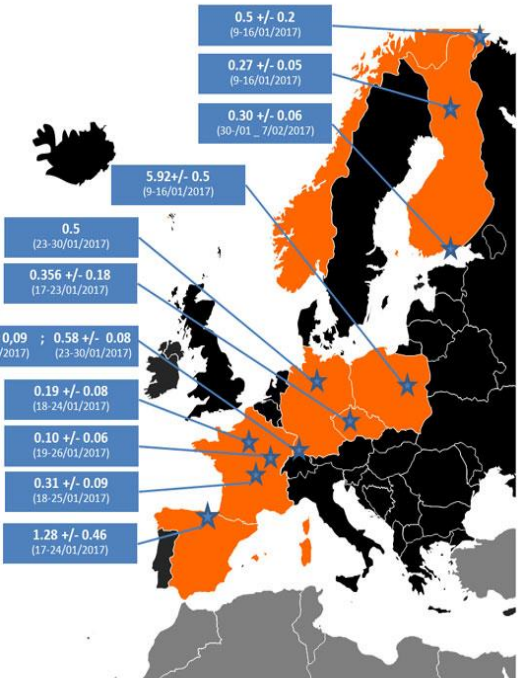 0.5 +/- 0.2
(9-16/01/2017)
0.27 +/- 0.05
(9-16/01/2017)
0.30 +/- 0.06
(30-/01 _ 7/02/2017)
5.92+/- 0.5
(9-16/01/2017)
0.5
(23-30/01/2017)
0.356 +/- 0.18
(17-23/01/2017)
0,09 ; 0.58 +/- 0.08
/2017) (23-30/01/2017)
0.19 +/- 0.08
(18-24/01/2017)
0.10 +/- 0.06
(19-26/01/2017)
0.31 +/- 0.09
(18-25/01/2017)
1.28 +/- 0.46
(17-24/01/2017)